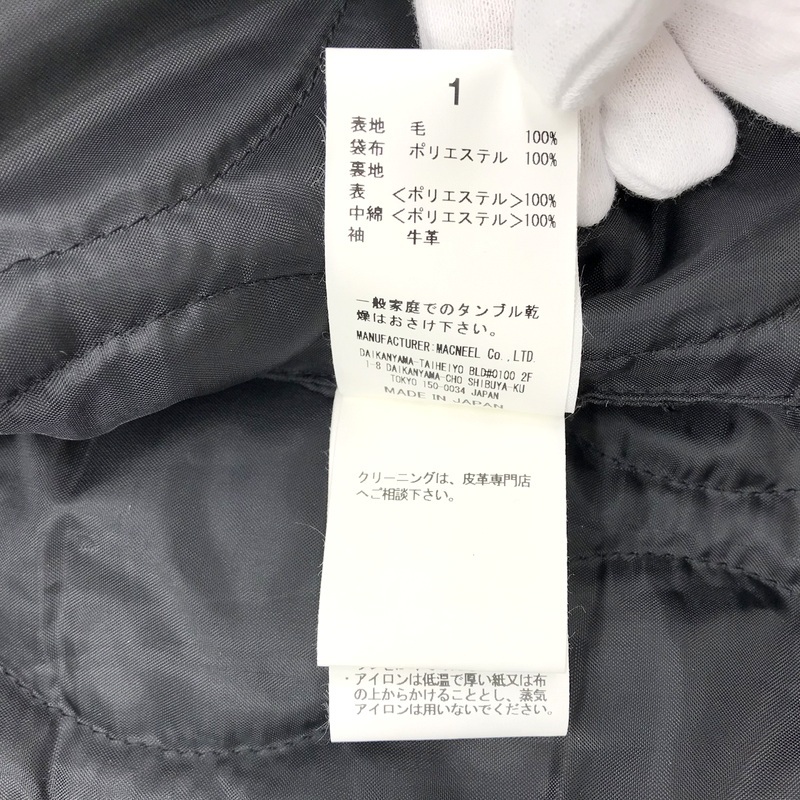 1
表地 毛 100%
袋布 ポリエステル 100%
裏地
表 <ポリエステル>100%
中綿 <ポリエステル>100%
袖 牛革
一般家庭でのタンブル乾
燥はおさけ下さい。
MANUFACTURER:MACNEEL Co.,LTD
DAIKANYAMA-TAIHEIYO BLD#0100 2F
1-8 DAIKANYAMA-CHO SHIBUYA-KU
TOKYO 150-0034 JAPAN
MADE IN JAPAN
クリーニングは、皮革専門店
へご相談下さい。
・アイロンは低温で厚い紙又は布
の上からかけることとし、蒸気
アイロンは用いないでください。